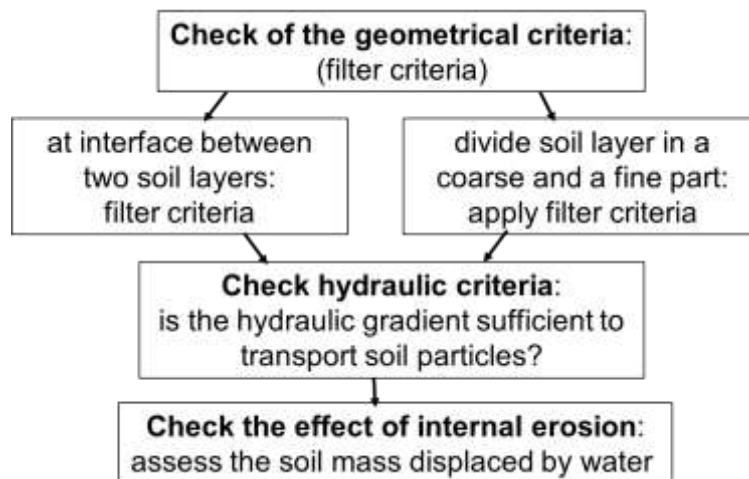 Check of the geometrical criteria:
(filter criteria)
at interface between
two soil layers:
filter criteria
divide soil layer in a
coarse and a fine part:
apply filter criteria
Check hydraulic criteria:
is the hydraulic gradient sufficient to
transport soil particles?
Check the effect of internal erosion:
assess the soil mass displaced by water